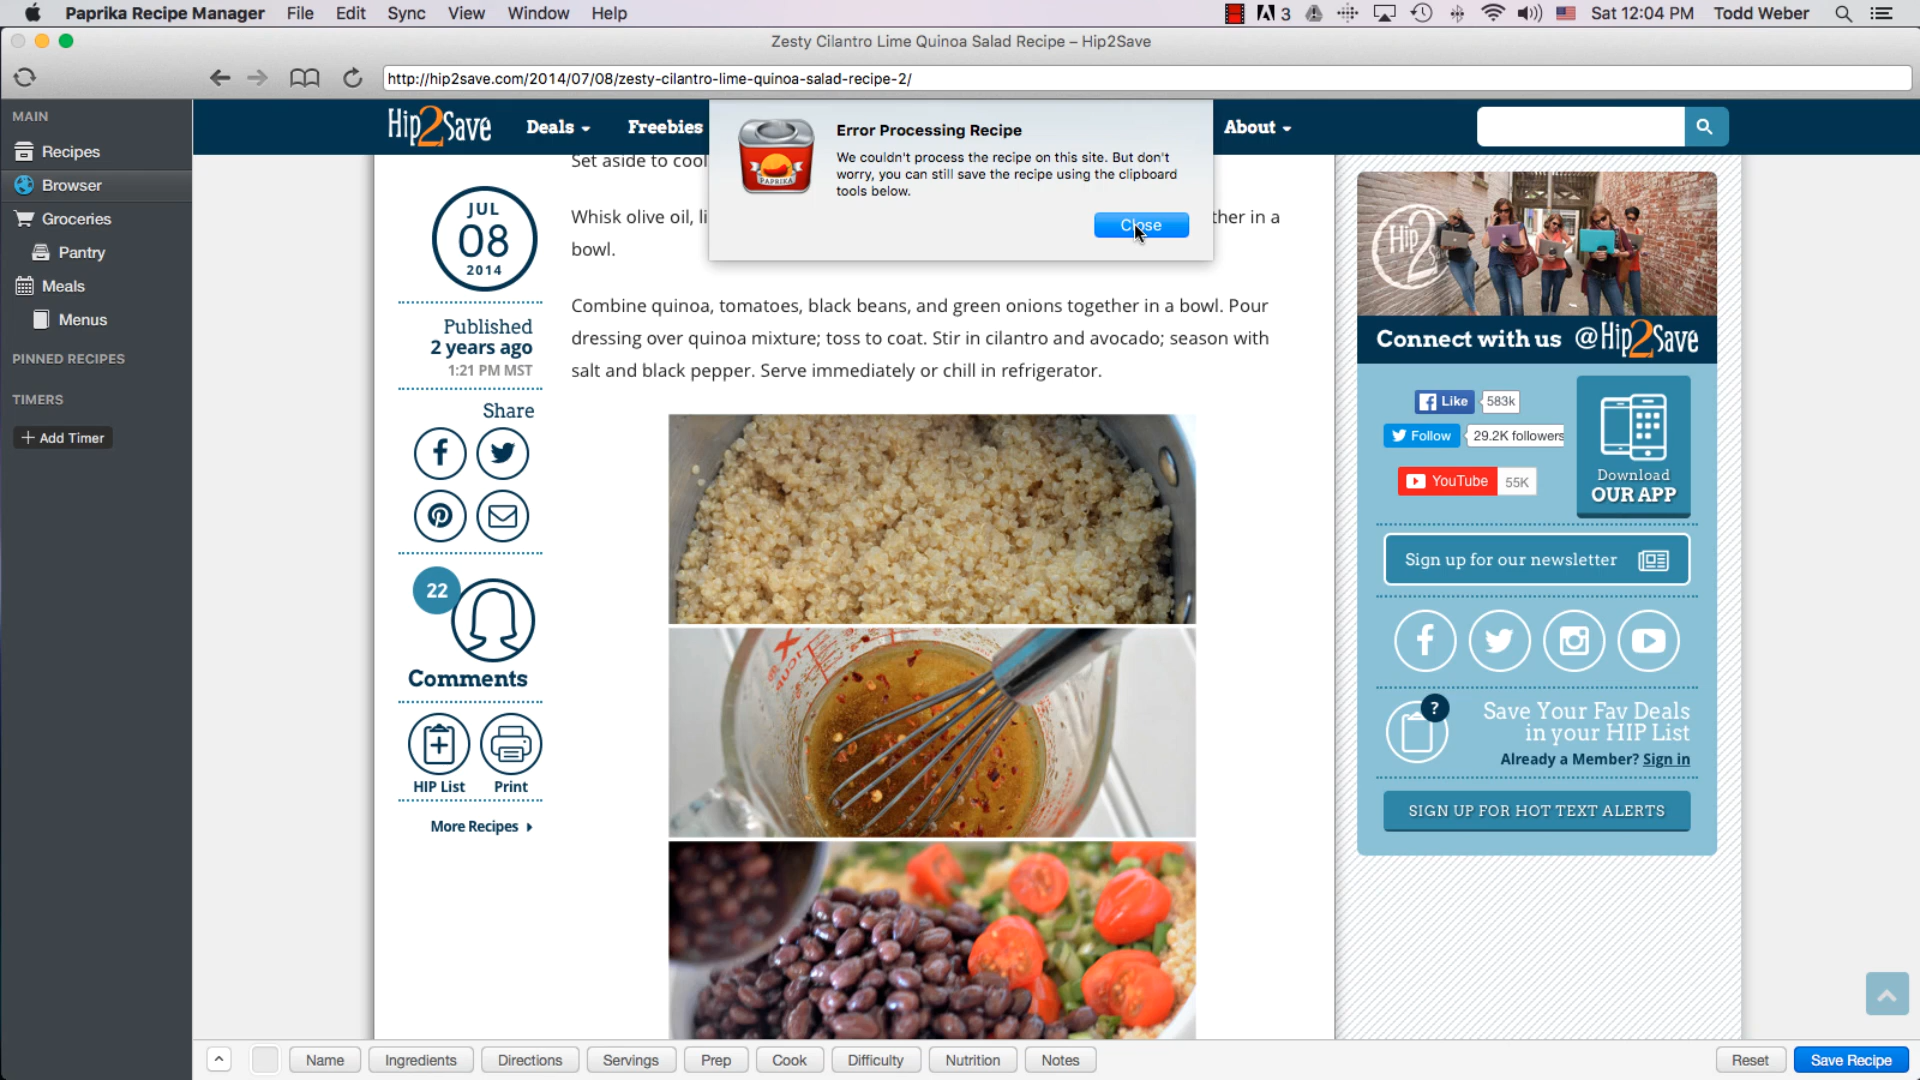 Paprika Recipe Manager File Edit Sync View Window Help 3 Sat 12:04 PM Todd Weber
Zesty Cilantro Lime Quinoa Salad Recipe – Hip2Save
http://hip2save.com/2014/07/08/zesty-cilantro-lime-quinoa-salad-recipe-2/
MAIN
Recipes
Browser
Groceries
Pantry
Meals
Menus
PINNED RECIPES
TIMERS
+ Add Timer
Hip2Save Deals Freebies About
Error Processing Recipe
We couldn't process the recipe on this site. But don't
worry, you can still save the recipe using the clipboard
tools below.
Close
PAPRIKA
JUL
08
2014
Published
2 years ago
1:21 PM MST
Share
22
Comments
HIP List Print
More Recipes
Set aside to cool
Whisk olive oil, li ther in a
bowl.
Combine quinoa, tomatoes, black beans, and green onions together in a bowl. Pour
dressing over quinoa mixture; toss to coat. Stir in cilantro and avocado; season with
salt and black pepper. Serve immediately or chill in refrigerator.
1 CUP
Hip2
Connect with us @Hip2Save
Like 583k
Follow 29.2K followers
YouTube 55K
Download
OUR APP
Sign up for our newsletter
?
Save Your Fav Deals
in your HIP List
Already a Member? Sign in
SIGN UP FOR HOT TEXT ALERTS
Name Ingredients Directions Servings Prep Cook Difficulty Nutrition Notes Reset Save Recipe